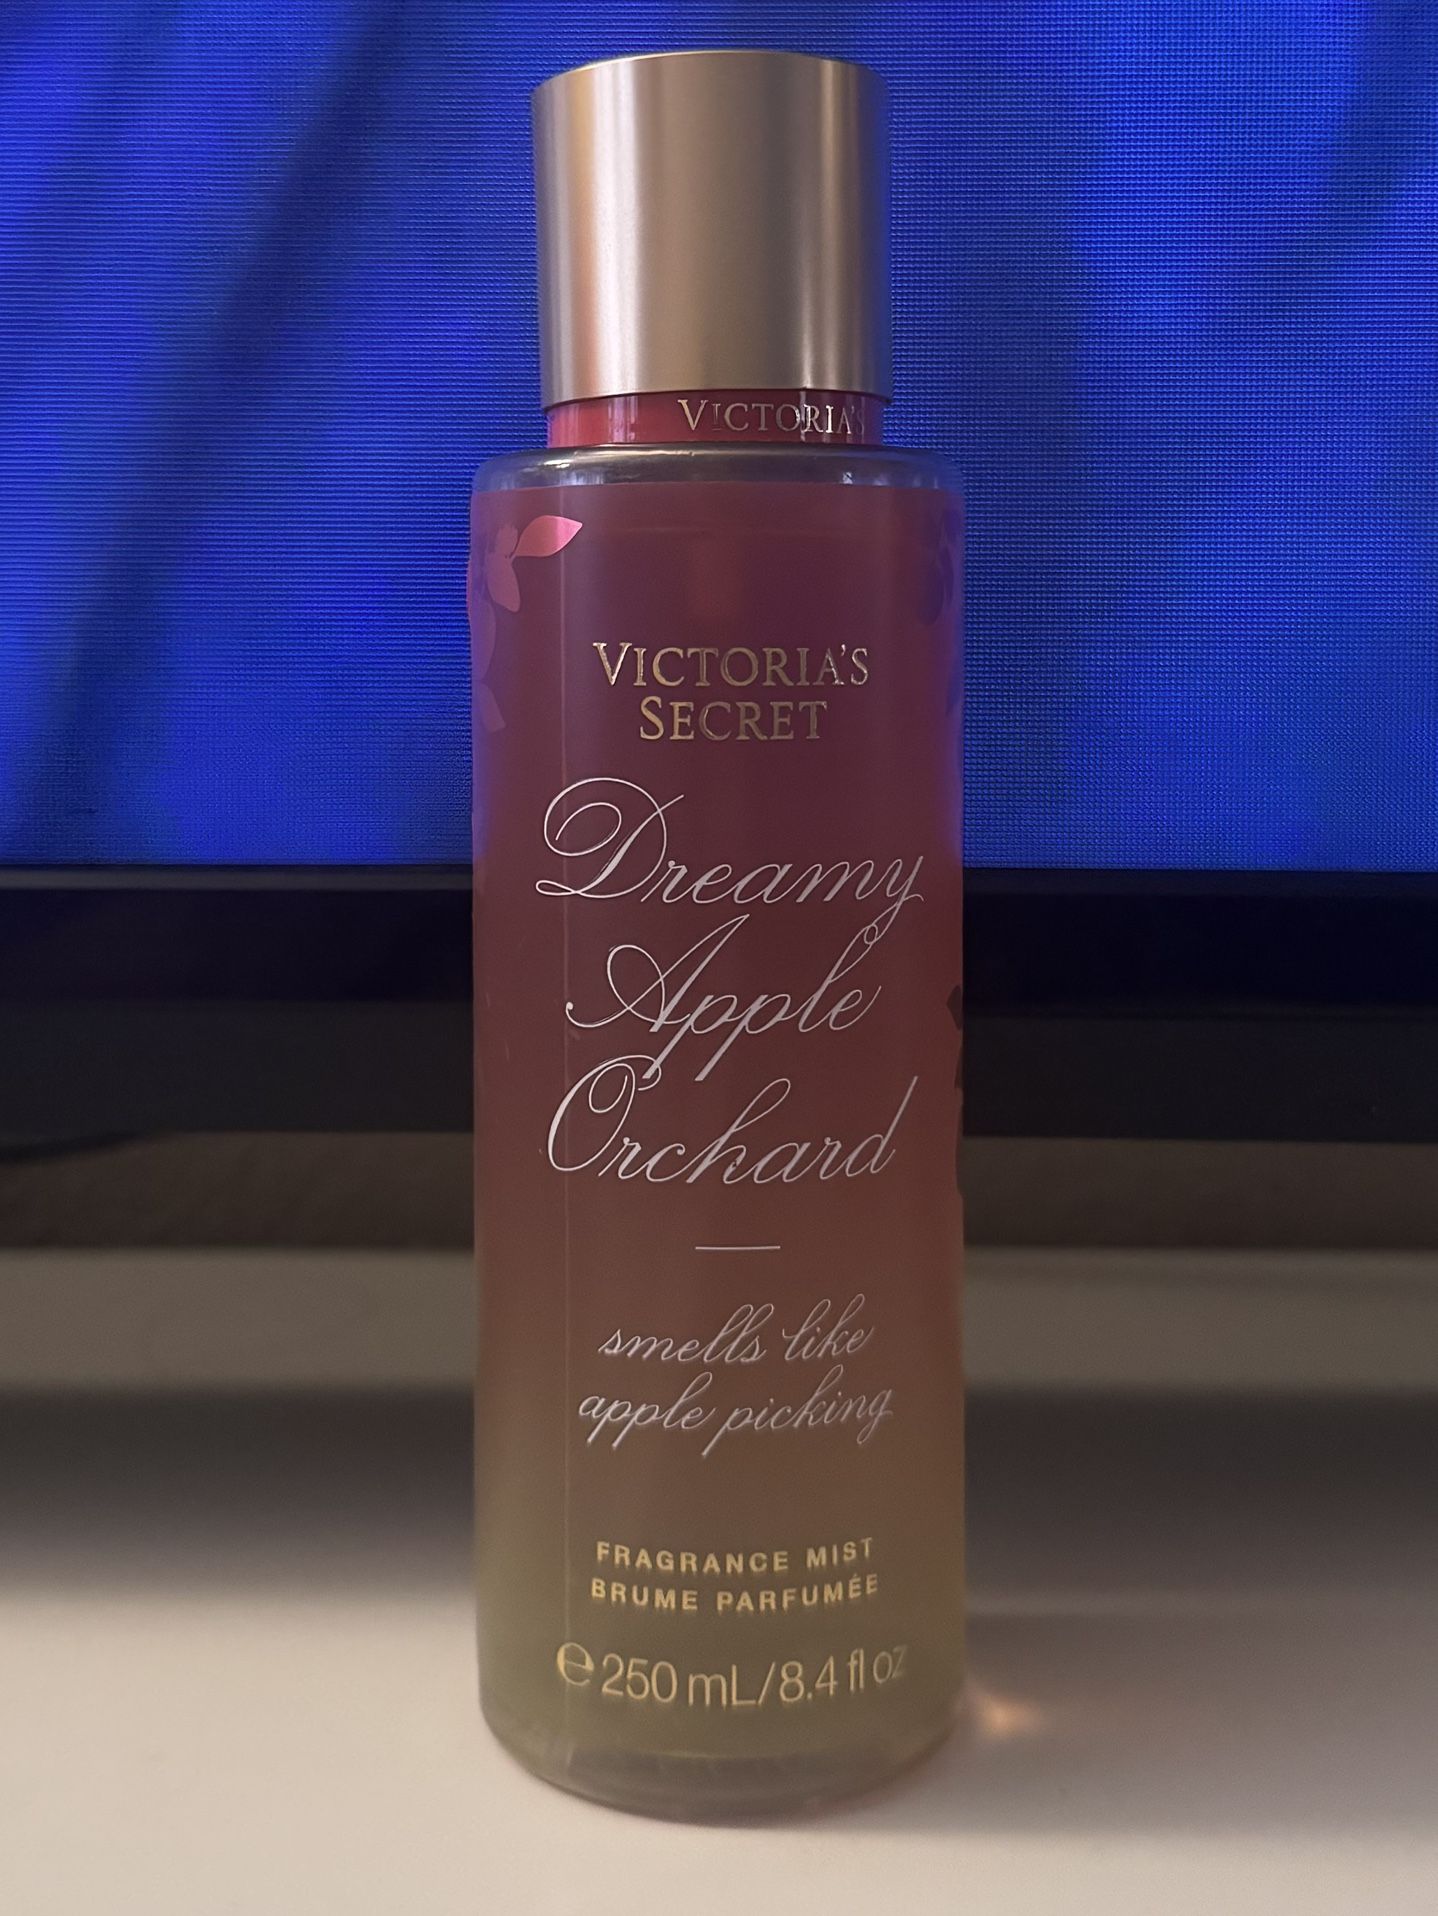 VICTORIA'S
VICTORIA'S
SECRET
Dreamy
Apple
Orchard
smells like
apple picking
FRAGRANCE MIST
BRUME PARFUMÉE
℮ 250 mL/8.4 fl oz